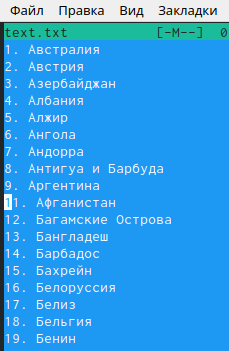 Файл Правка Вид Закладки
text.txt [-M--] 0
1. Австралия
2. Австрия
3. Азербайджан
4. Албания
5. Алжир
6. Ангола
7. Андорра
8. Антигуа и Барбуда
9. Аргентина
11. Афганистан
12. Багамские Острова
13. Бангладеш
14. Барбадос
15. Бахрейн
16. Белоруссия
17. Белиз
18. Бельгия
19. Бенин